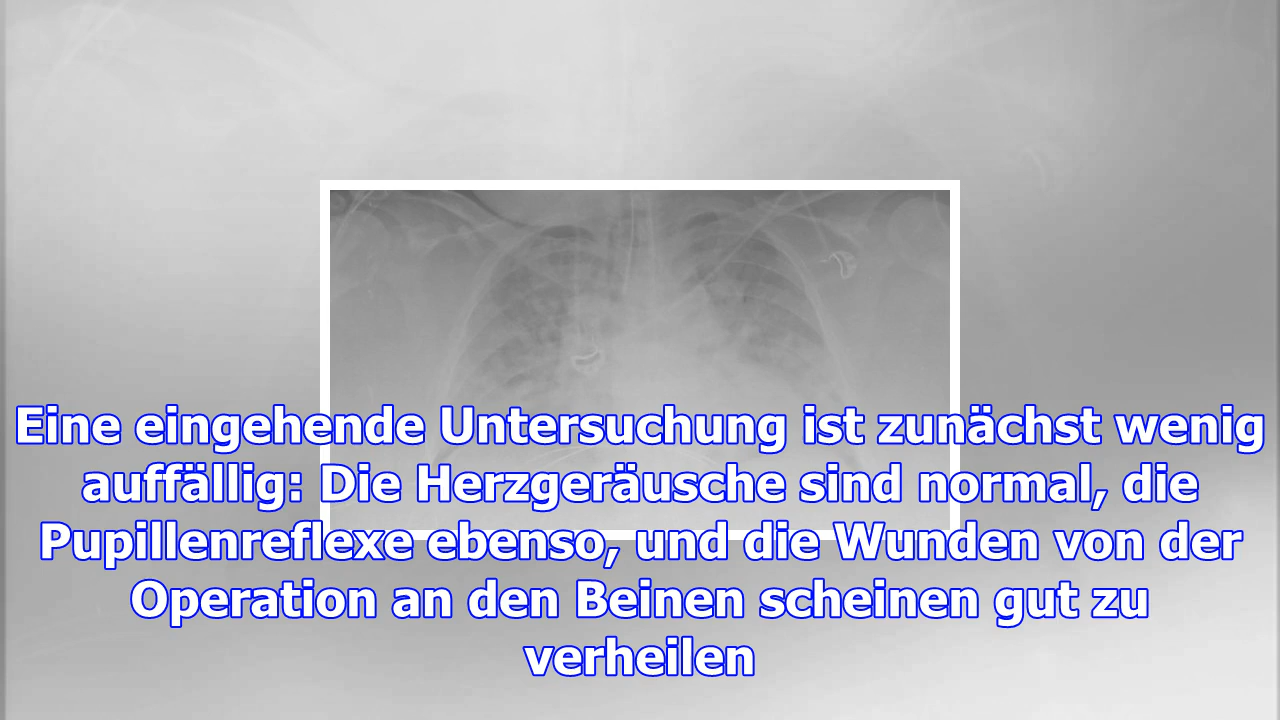 Eine eingehende Untersuchung ist zunächst wenig
auffällig: Die Herzgeräusche sind normal, die
Pupillenreflexe ebenso, und die Wunden von der
Operation an den Beinen scheinen gut zu
verheilen